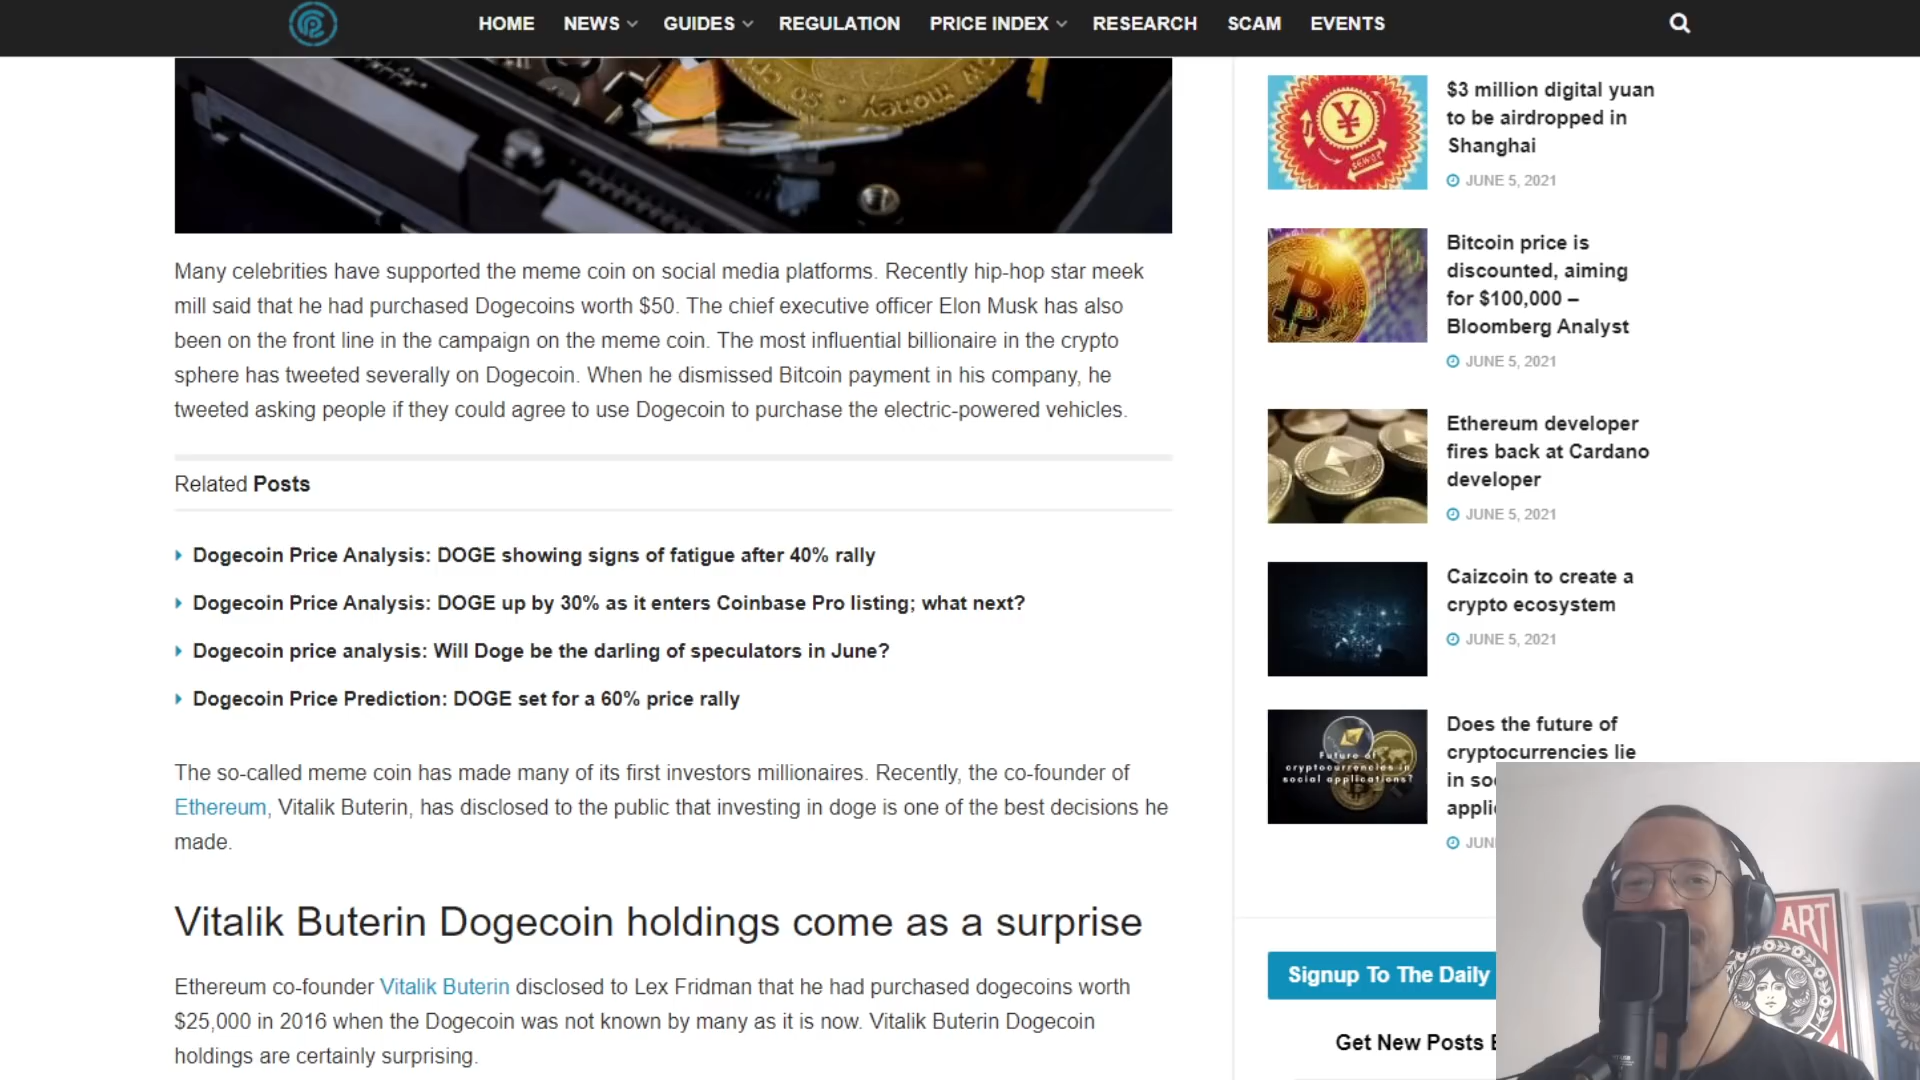 HOME NEWS GUIDES REGULATION PRICE INDEX RESEARCH SCAM EVENTS
money
Many celebrities have supported the meme coin on social media platforms. Recently hip-hop star meek
mill said that he had purchased Dogecoins worth $50. The chief executive officer Elon Musk has also
been on the front line in the campaign on the meme coin. The most influential billionaire in the crypto
sphere has tweeted severally on Dogecoin. When he dismissed Bitcoin payment in his company, he
tweeted asking people if they could agree to use Dogecoin to purchase the electric-powered vehicles.
Related Posts
Dogecoin Price Analysis: DOGE showing signs of fatigue after 40% rally
Dogecoin Price Analysis: DOGE up by 30% as it enters Coinbase Pro listing; what next?
Dogecoin price analysis: Will Doge be the darling of speculators in June?
Dogecoin Price Prediction: DOGE set for a 60% price rally
The so-called meme coin has made many of its first investors millionaires. Recently, the co-founder of
Ethereum, Vitalik Buterin, has disclosed to the public that investing in doge is one of the best decisions he
made.
Vitalik Buterin Dogecoin holdings come as a surprise
Ethereum co-founder Vitalik Buterin disclosed to Lex Fridman that he had purchased dogecoins worth
$25,000 in 2016 when the Dogecoin was not known by many as it is now. Vitalik Buterin Dogecoin
holdings are certainly surprising.
$3 million digital yuan
to be airdropped in
Shanghai
JUNE 5, 2021
Bitcoin price is
discounted, aiming
for $100,000 –
Bloomberg Analyst
JUNE 5, 2021
Ethereum developer
fires back at Cardano
developer
JUNE 5, 2021
Caizcoin to create a
crypto ecosystem
JUNE 5, 2021
Future of
cryptocurrencies in
social applications?
Does the future of
cryptocurrencies lie
in so
appli
JUN
Signup To The Daily
Get New Posts
ART